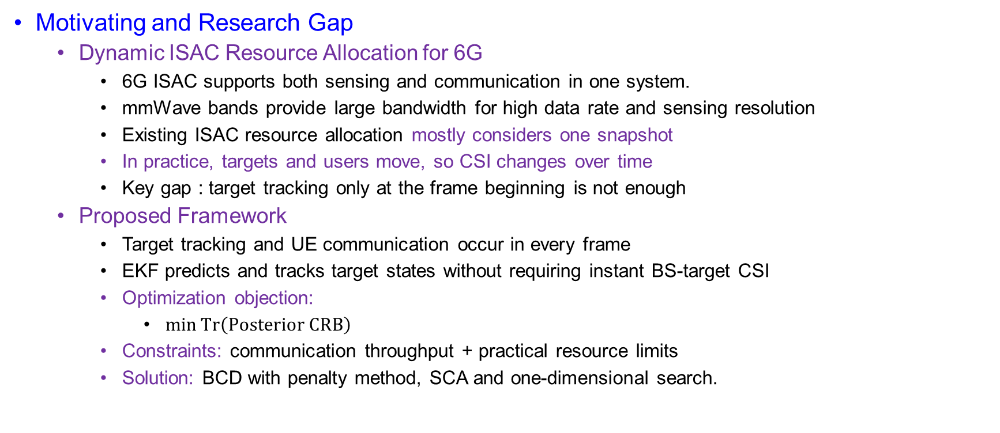 • Motivating and Research Gap
• Dynamic ISAC Resource Allocation for 6G
• 6G ISAC supports both sensing and communication in one system.
• mmWave bands provide large bandwidth for high data rate and sensing resolution
• Existing ISAC resource allocation mostly considers one snapshot
• In practice, targets and users move, so CSI changes over time
• Key gap : target tracking only at the frame beginning is not enough
• Proposed Framework
• Target tracking and UE communication occur in every frame
• EKF predicts and tracks target states without requiring instant BS-target CSI
• Optimization objection:
• min Tr(Posterior CRB)
• Constraints: communication throughput + practical resource limits
• Solution: BCD with penalty method, SCA and one-dimensional search.